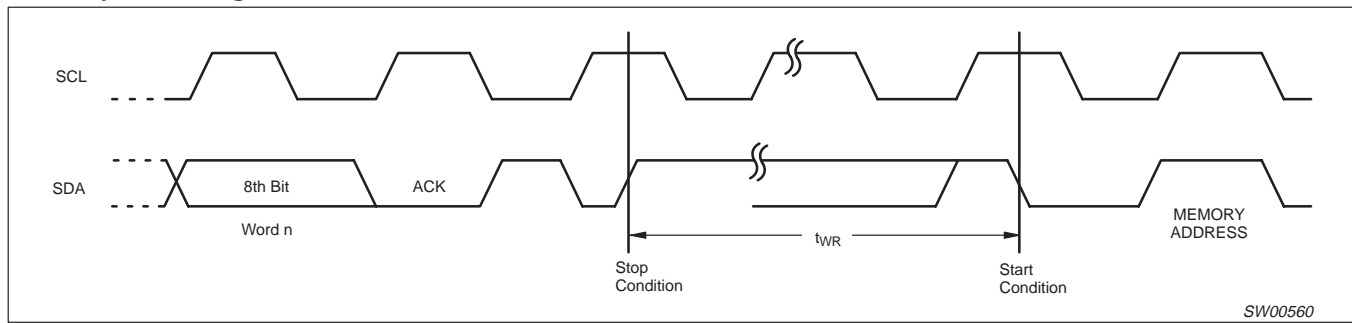 SCL
SDA
8th Bit
ACK
Word n
tWR
MEMORY
ADDRESS
Stop
Condition
Start
Condition
SW00560